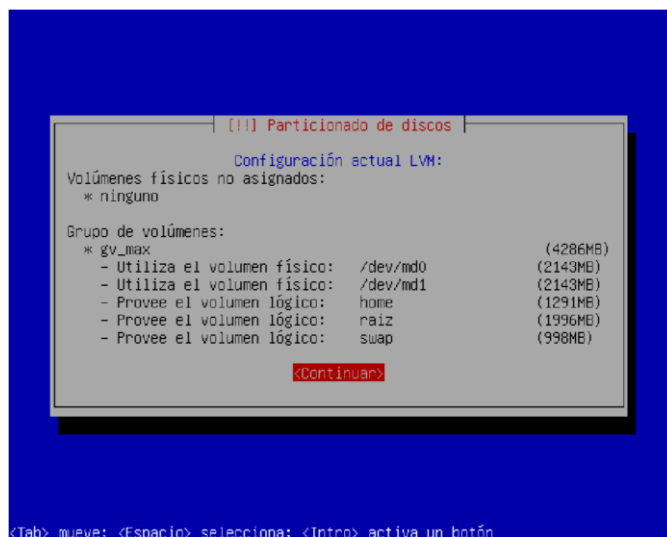 [!!] Particionado de discos
Configuración actual LVM:
Volúmenes físicos no asignados:
* ninguno
Grupo de volúmenes:
* gv_max (4286MB)
- Utiliza el volumen físico: /dev/md0 (2143MB)
- Utiliza el volumen físico: /dev/md1 (2143MB)
- Provee el volumen lógico: home (1291MB)
- Provee el volumen lógico: raiz (1996MB)
- Provee el volumen lógico: swap (998MB)
<Continuar>
<Tab> mueve; <Espacio> selecciona; <Intro> activa un botón